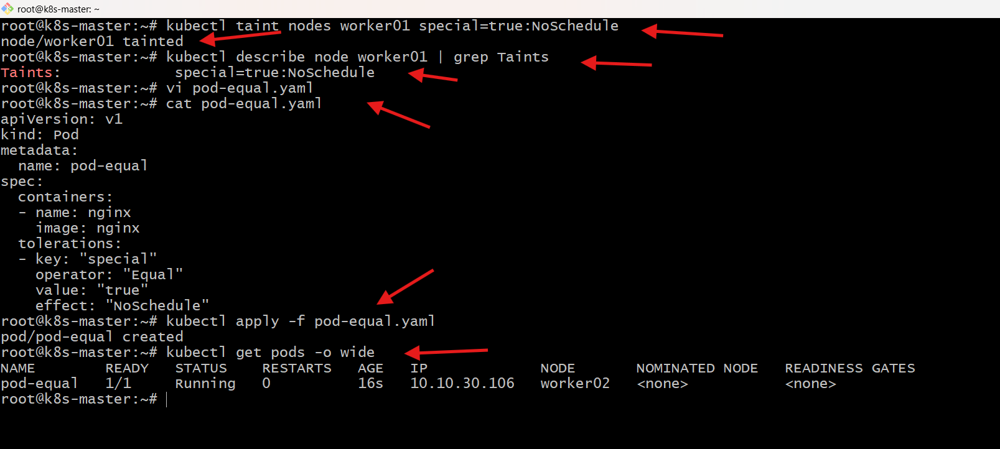 root@k8s-master: ~
root@k8s-master:~# kubectl taint nodes worker01 special=true:NoSchedule
node/worker01 tainted
root@k8s-master:~# kubectl describe node worker01 | grep Taints
Taints:             special=true:NoSchedule
root@k8s-master:~# vi pod-equal.yaml
root@k8s-master:~# cat pod-equal.yaml
apiVersion: v1
kind: Pod
metadata:
  name: pod-equal
spec:
  containers:
  - name: nginx
    image: nginx
  tolerations:
  - key: "special"
    operator: "Equal"
    value: "true"
    effect: "NoSchedule"
root@k8s-master:~# kubectl apply -f pod-equal.yaml
pod/pod-equal created
root@k8s-master:~# kubectl get pods -o wide
NAME        READY   STATUS    RESTARTS   AGE   IP             NODE       NOMINATED NODE   READINESS GATES
pod-equal   1/1     Running   0          16s   10.10.30.106   worker02   <none>           <none>
root@k8s-master:~#